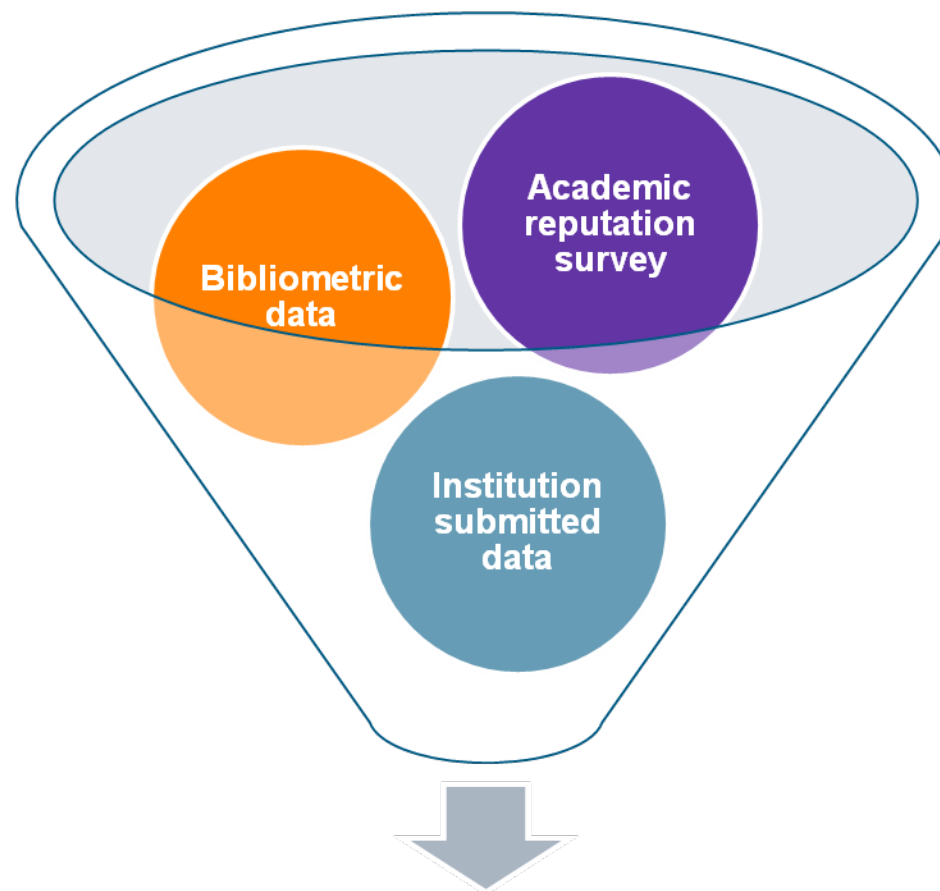 Academic
reputation
survey
Bibliometric
data
Institution
submitted
data